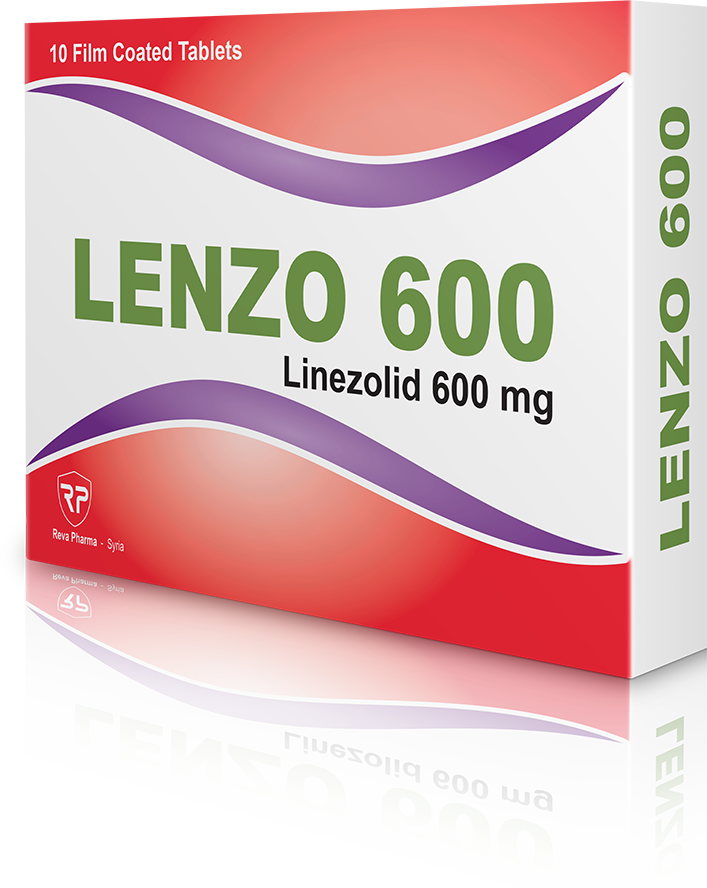 10 Film Coated Tablets
LENZO 600
Linezolid 600 mg
RP
Reva Pharma - Syria
LENZO 600